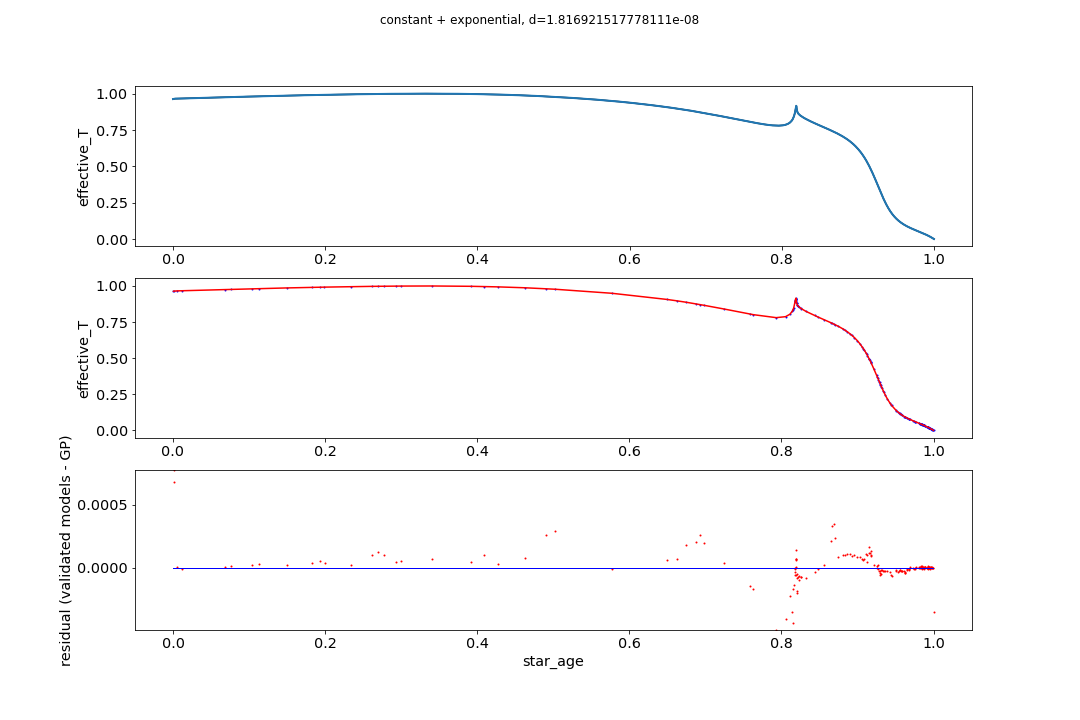 constant + exponential, d=1.816921517778111e-08
1.00
0.75
0.50
0.25
0.00
effective_T
0.0 0.2 0.4 0.6 0.8 1.0
1.00
0.75
0.50
0.25
0.00
effective_T
0.0 0.2 0.4 0.6 0.8 1.0
0.0005
0.0000
residual (validated models - GP)
0.0 0.2 0.4 0.6 0.8 1.0
star_age